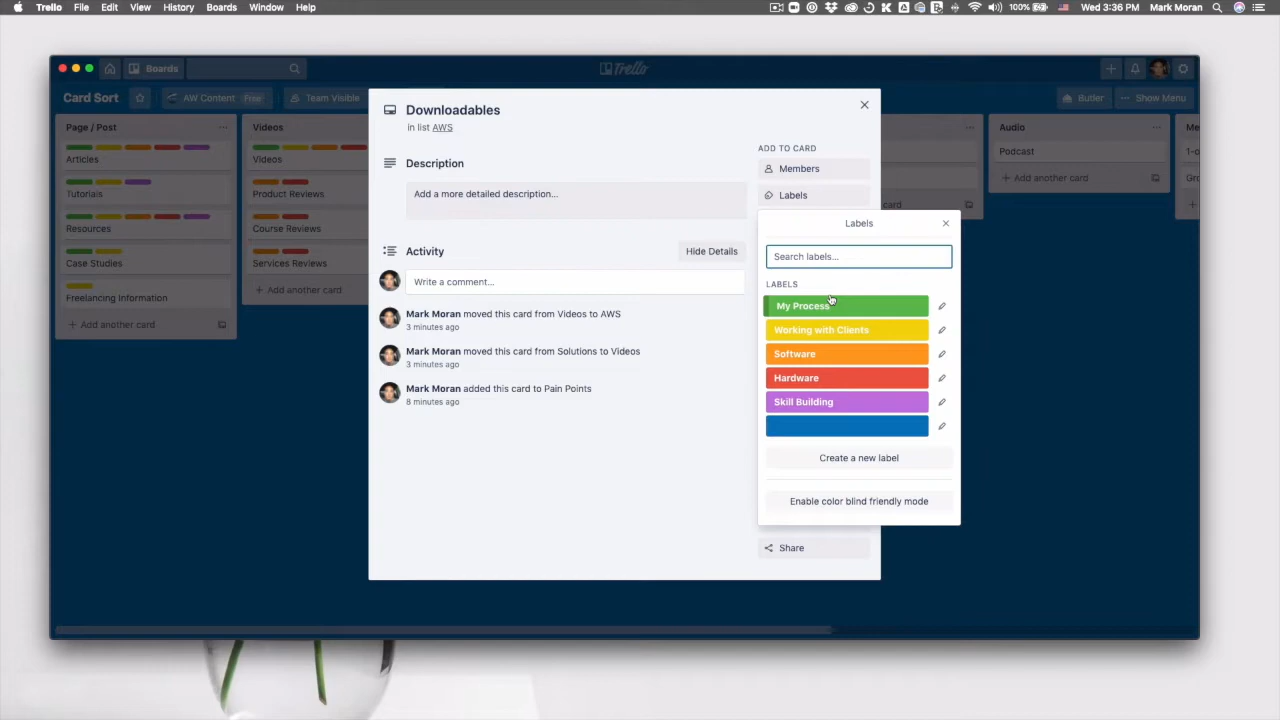 Trello File Edit View History Boards Window Help 100% Wed 3:36 PM Mark Moran
Boards Trello
Card Sort AW Content Free Team Visible Butler Show Menu
Page / Post
Articles
Tutorials
Resources
Case Studies
Freelancing Information
+ Add another card
Videos
Videos
Product Reviews
Course Reviews
Services Reviews
+ Add another card
Downloadables
in list AWS
Description
Add a more detailed description...
Activity
Hide Details
Write a comment...
Mark Moran moved this card from Videos to AWS
3 minutes ago
Mark Moran moved this card from Solutions to Videos
3 minutes ago
Mark Moran added this card to Pain Points
8 minutes ago
ADD TO CARD
Members
Labels
Labels
Search labels...
LABELS
My Process
Working with Clients
Software
Hardware
Skill Building
Create a new label
Enable color blind friendly mode
Share
card
Audio
Podcast
+ Add another card
Me
1-o
Gro
+